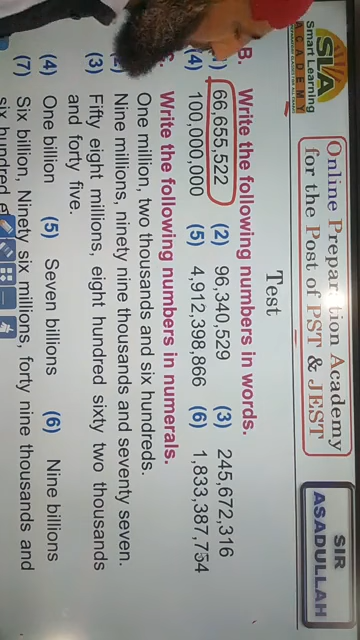 SLA
Smart Learning
ACADEMY
Online Preparation Academy
for the Post of PST & JEST
SIR
ASADULLAH
Test
B. Write the following numbers in words.
66,655,522 (2) 96,340,529 (3) 245,672,316
(4) 100,000,000 (5) 4,912,398,866 (6) 1,833,387,754
Write the following numbers in numerals.
One million, two thousands and six hundreds.
Nine millions, ninety nine thousands and seventy seven.
(3) Fifty eight millions, eight hundred sixty two thousands
and forty five.
(4) One billion (5) Seven billions (6) Nine billions
(7) Six billion, Ninety six millions, forty nine thousands and
six hundred